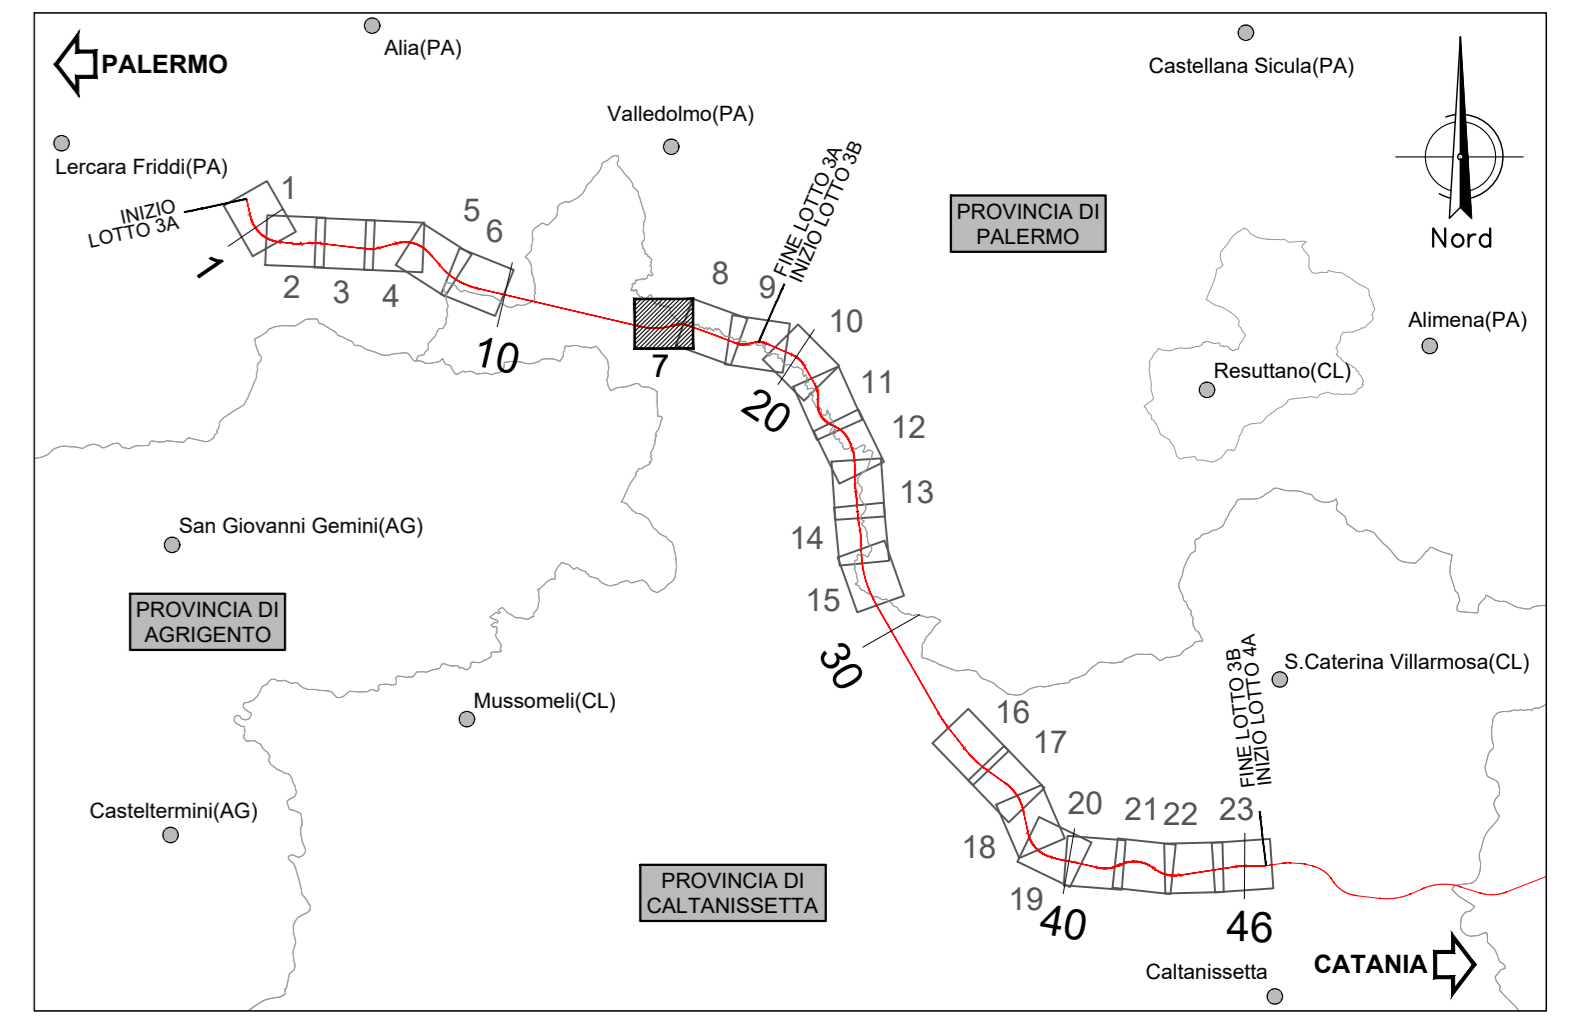 PALERMO
Alia(PA)
Castellana Sicula(PA)
Valledolmo(PA)
Lercara Friddi(PA)
Nord
INIZIO
LOTTO 3A
FINE LOTTO 3A
INIZIO LOTTO 3B
PROVINCIA DI
PALERMO
1
2
3
4
5
6
1
10
7
8
9
10
20
11
12
13
14
15
30
Alimena(PA)
Resuttano(CL)
San Giovanni Gemini(AG)
PROVINCIA DI
AGRIGENTO
Mussomeli(CL)
S.Caterina Villarmosa(CL)
FINE LOTTO 3B
INIZIO LOTTO 4A
16
17
18
19
20
21
22
23
40
46
Casteltermini(AG)
PROVINCIA DI
CALTANISSETTA
CATANIA
Caltanissetta